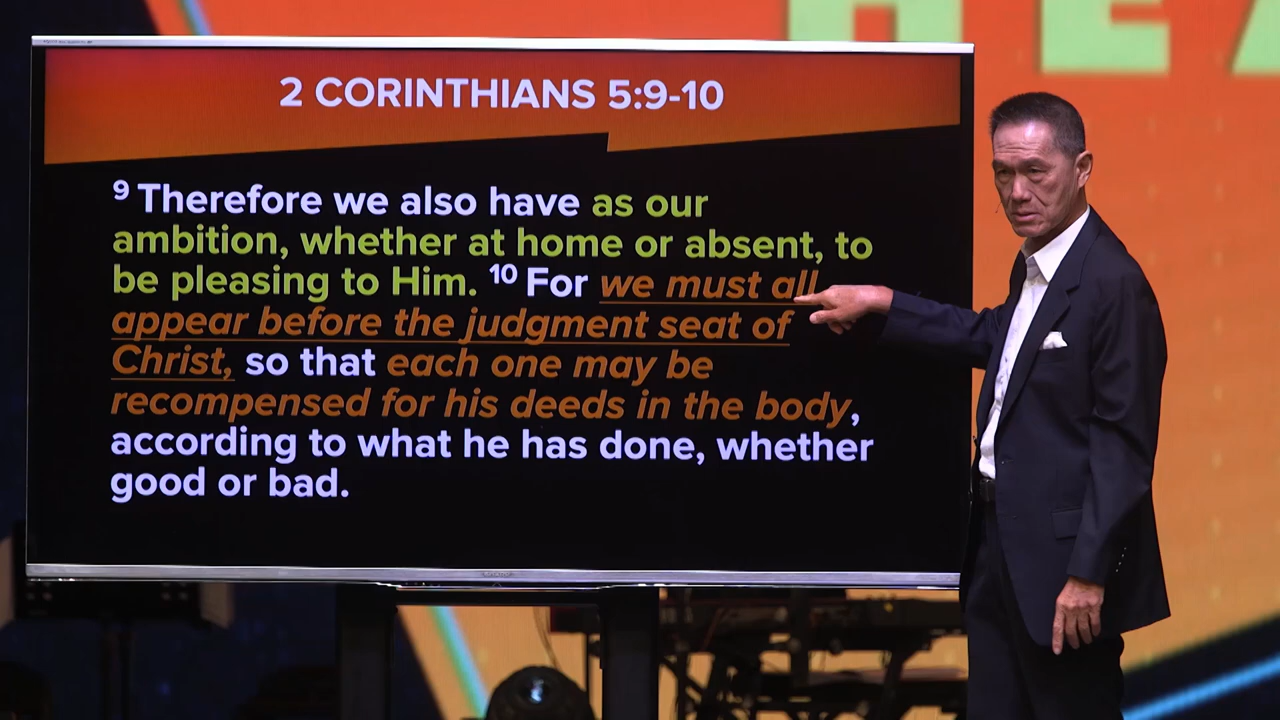 HEA
2 CORINTHIANS 5:9-10
9 Therefore we also have as our
ambition, whether at home or absent, to
be pleasing to Him. 10 For we must all
appear before the judgment seat of
Christ, so that each one may be
recompensed for his deeds in the body,
according to what he has done, whether
good or bad.